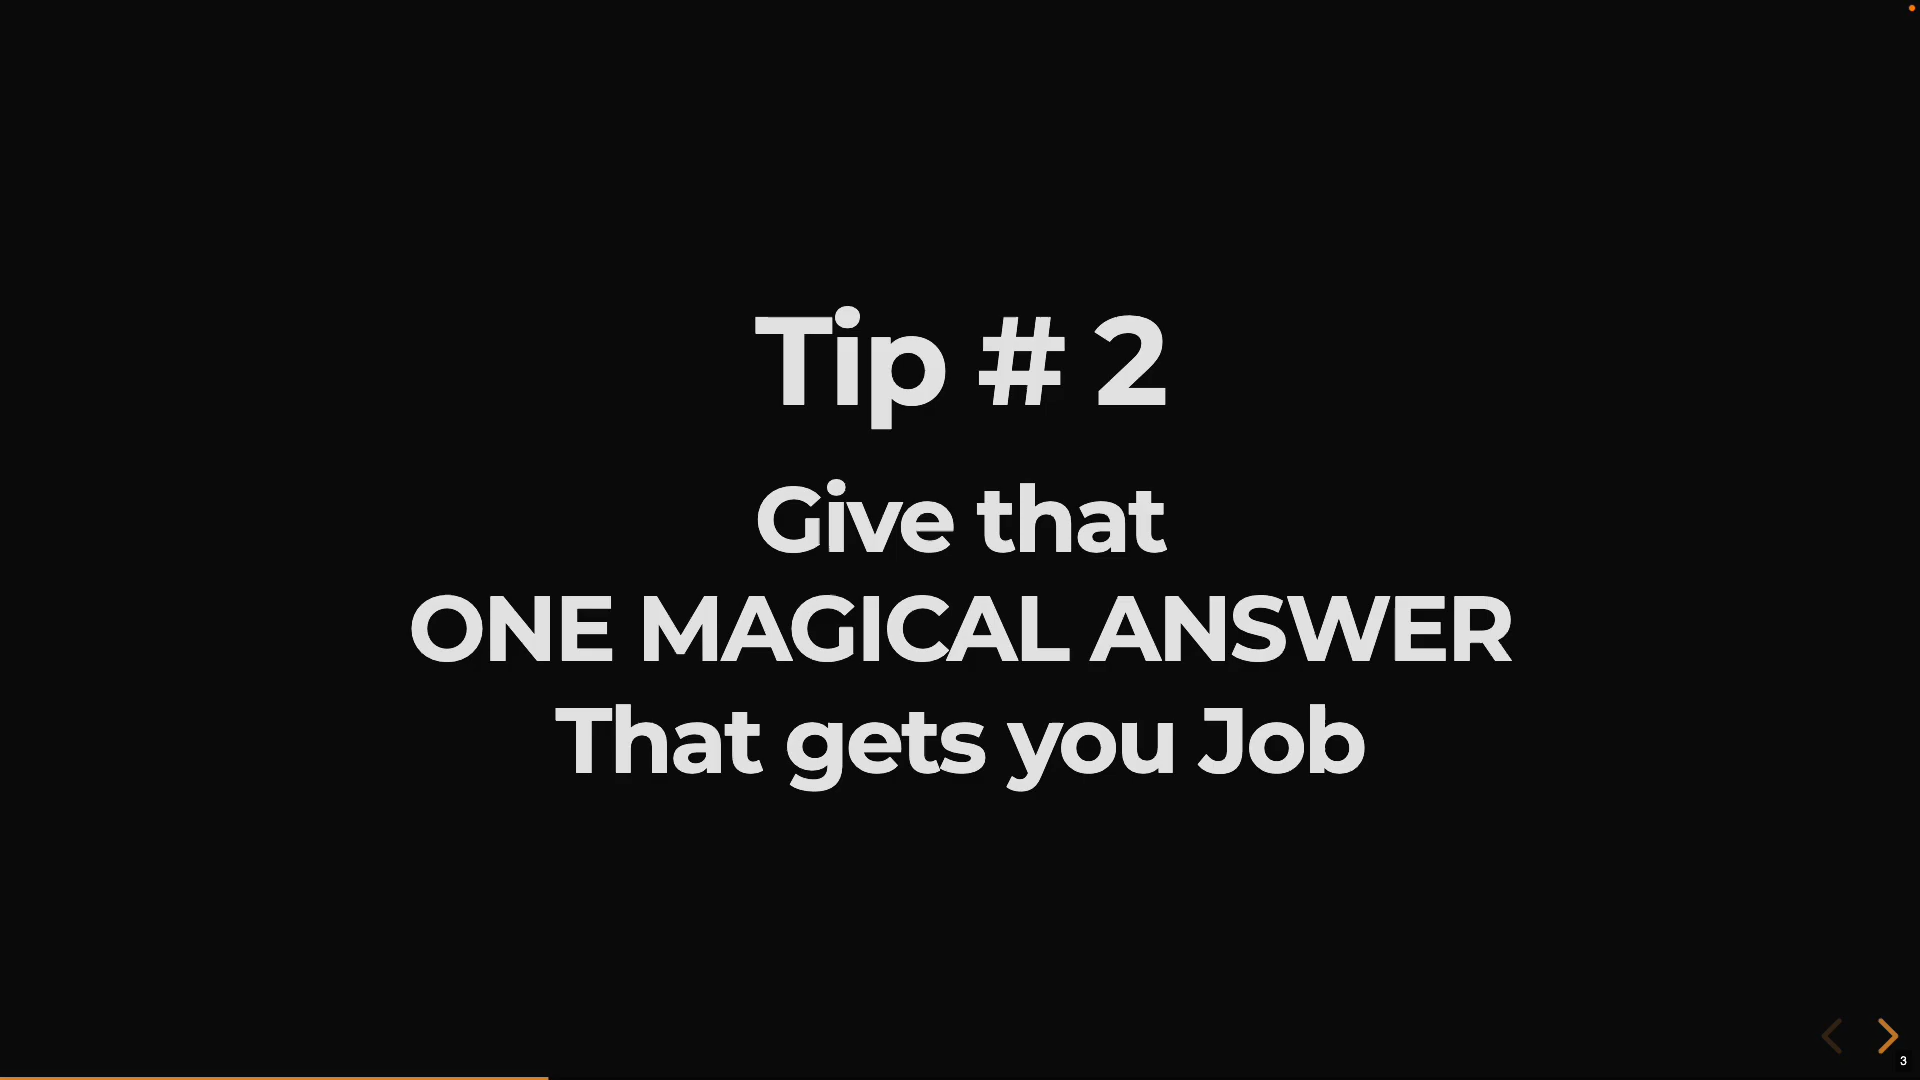 Tip # 2
Give that
ONE MAGICAL ANSWER
That gets you Job
3